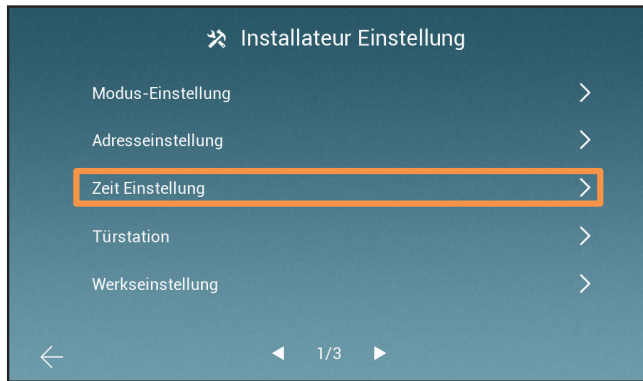 Installateur Einstellung
Modus-Einstellung
Adresseinstellung
Zeit Einstellung
Türstation
Werkseinstellung
1/3